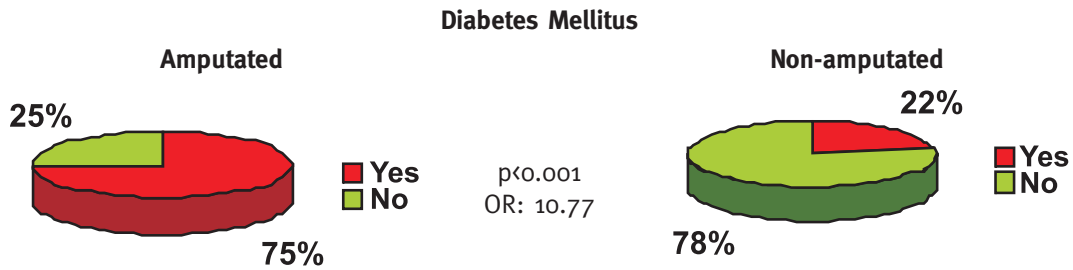 Diabetes Mellitus
Amputated
25%
75%
Yes
No
p<0.001
OR: 10.77
Non-amputated
22%
78%
Yes
No